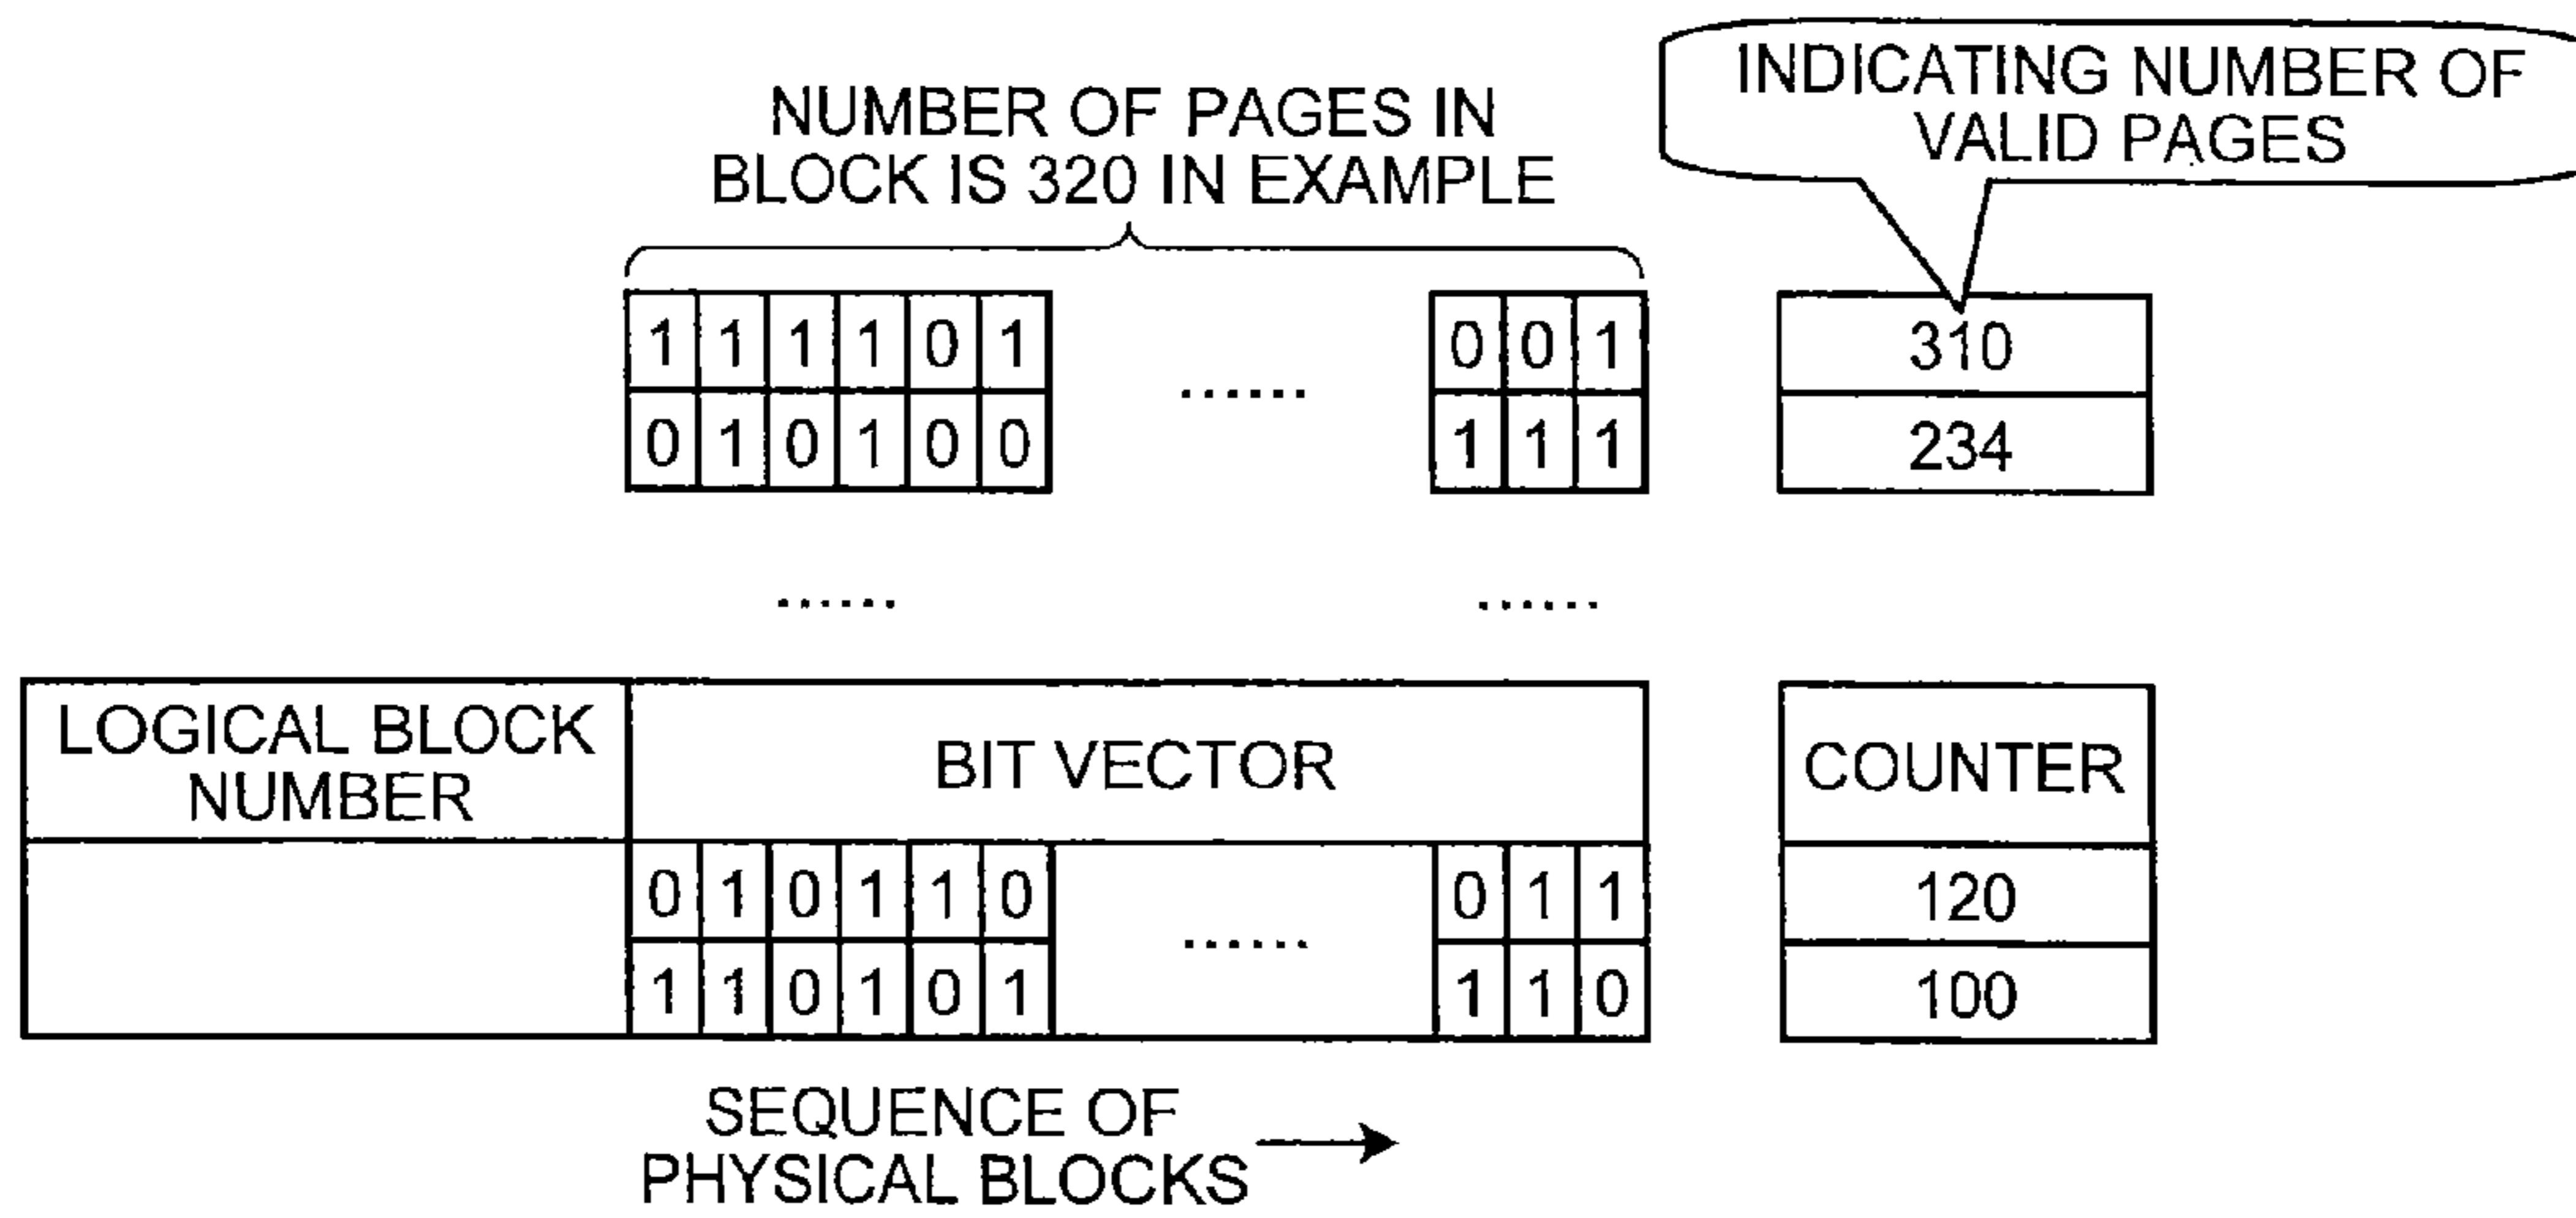 INDICATING NUMBER OF
VALID PAGES
NUMBER OF PAGES IN
BLOCK IS 320 IN EXAMPLE
1 1 1 1 0 1 ...... 0 0 1 310
0 1 0 1 0 0 1 1 1 234
...... ......
LOGICAL BLOCK
NUMBER
BIT VECTOR
COUNTER
0 1 0 1 1 0 ...... 0 1 1 120
1 1 0 1 0 1 1 1 0 100
SEQUENCE OF
PHYSICAL BLOCKS